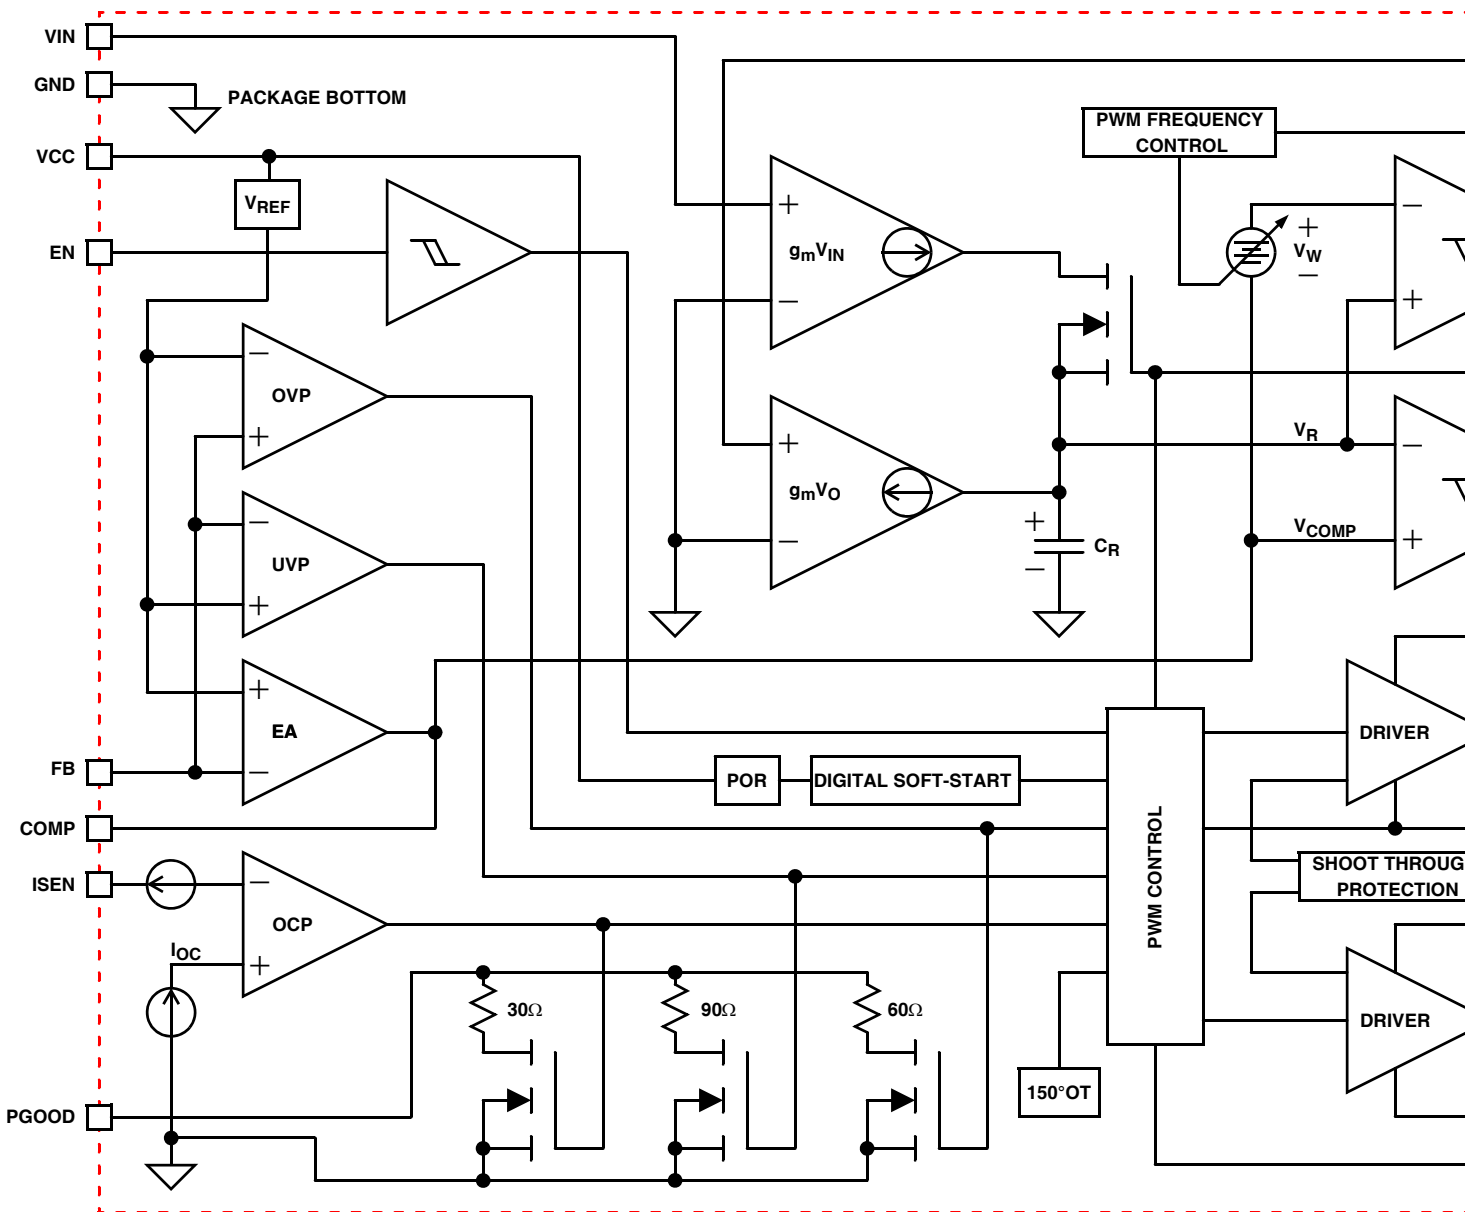 VIN
GND
PACKAGE BOTTOM
PWM FREQUENCY
CONTROL
VCC
VREF
+
−
EN
gmVIN
+
VW
−
−
+
−
OVP
+
VR
−
+
gmVO
−
UVP
+
−
+
CR
−
VCOMP
+
+
EA
−
DRIVER
FB
POR
DIGITAL SOFT-START
COMP
PWM CONTROL
SHOOT THROUG
PROTECTION
ISEN
−
OCP
IOC
+
30Ω
90Ω
60Ω
DRIVER
150°OT
PGOOD